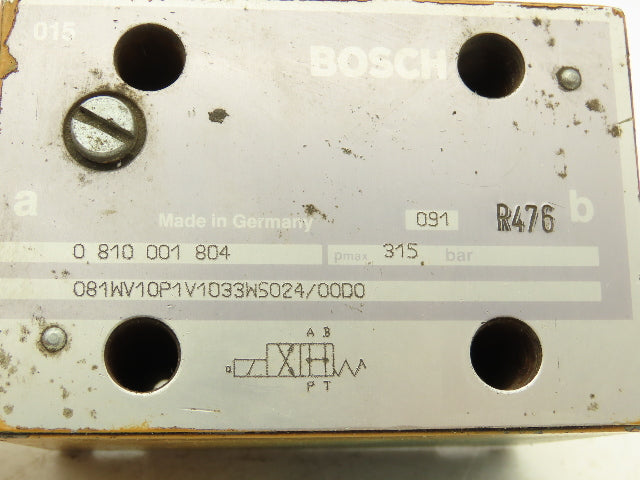 015
BOSCH
a
Made in Germany
091
R476
b
0 810 001 804
pmax 315 bar
081WV10P1V1033WS024/00D0
A B
a
P T